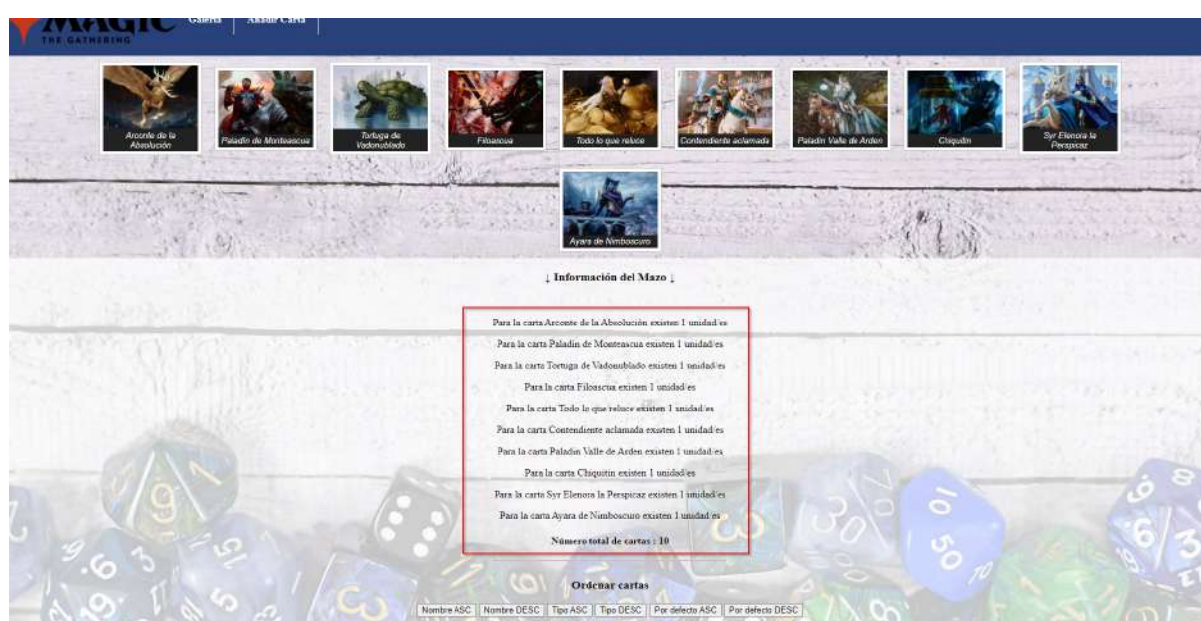 MAGIC
THE GATHERING
Galería
Añadir Carta
Arconte de la
Absolución
Paladín de Monteascua
Tortuga de
Vadonublado
Filoascua
Todo lo que reluce
Contendiente aclamada
Paladín Valle de Arden
Chiquitín
Syr Elenora la
Perspicaz
Ayara de Nimboscuro
↓ Información del Mazo ↓
Para la carta Arconte de la Absolución existen 1 unidad/es
Para la carta Paladín de Monteascua existen 1 unidad/es
Para la carta Tortuga de Vadonublado existen 1 unidad/es
Para la carta Filoascua existen 1 unidad/es
Para la carta Todo lo que reluce existen 1 unidad/es
Para la carta Contendiente aclamada existen 1 unidad/es
Para la carta Paladín Valle de Arden existen 1 unidad/es
Para la carta Chiquitín existen 1 unidad/es
Para la carta Syr Elenora la Perspicaz existen 1 unidad/es
Para la carta Ayara de Nimboscuro existen 1 unidad/es
Número total de cartas : 10
Ordenar cartas
Nombre ASC Nombre DESC Tipo ASC Tipo DESC Por defecto ASC Por defecto DESC